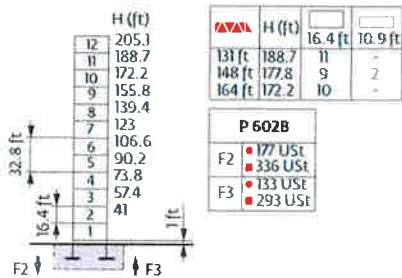 H (ft)
12 205.1
11 188.7
10 172.2
9 155.8
8 139.4
7 123
6 106.6
5 90.2
4 73.8
3 57.4
2 41
1
32.8 ft
16.4 ft
1 ft
F2 F3
H (ft) 16.4 ft 10.9 ft
131 ft 188.7 11 -
148 ft 177.8 9 2
164 ft 172.2 10 -
P 602B
F2 177 USt
336 USt
F3 133 USt
293 USt